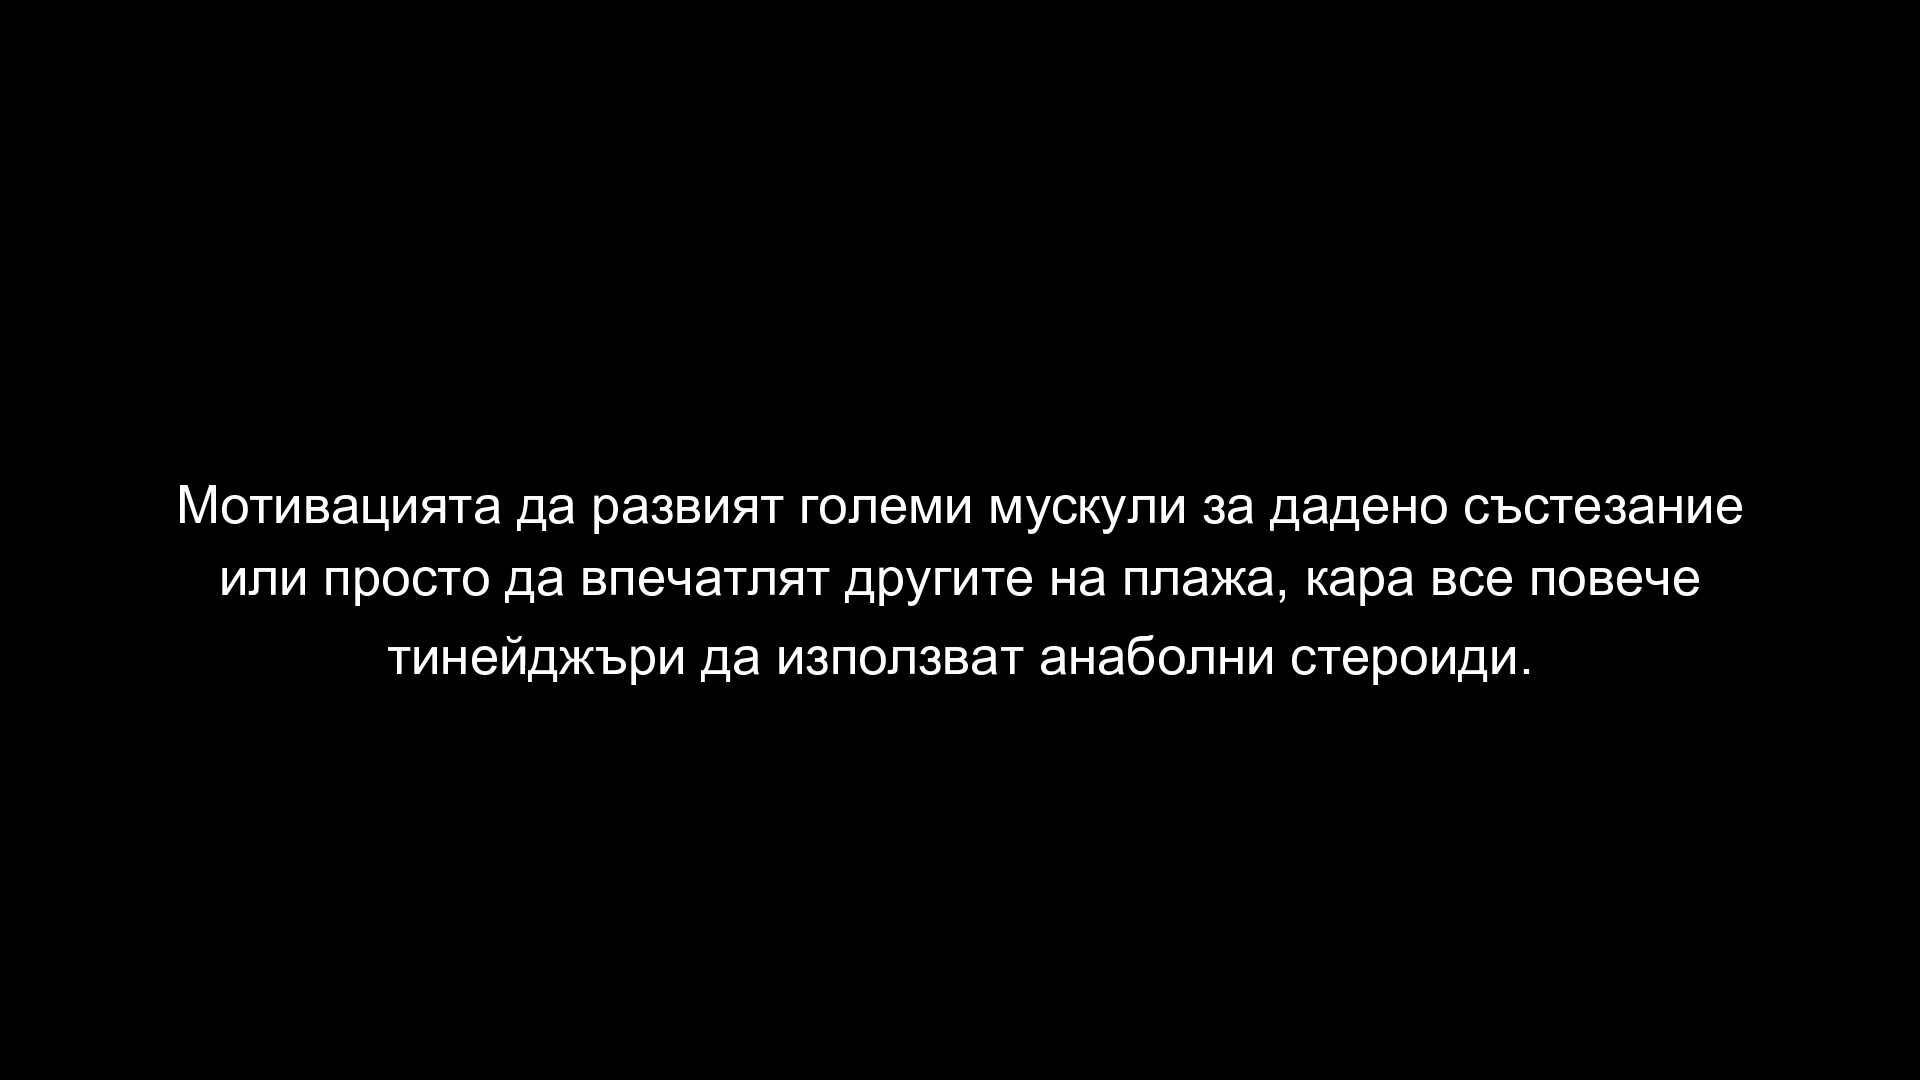 Мотивацията да развият големи мускули за дадено състезание
или просто да впечатлят другите на плажа, кара все повече
тинейджъри да използват анаболни стероиди.